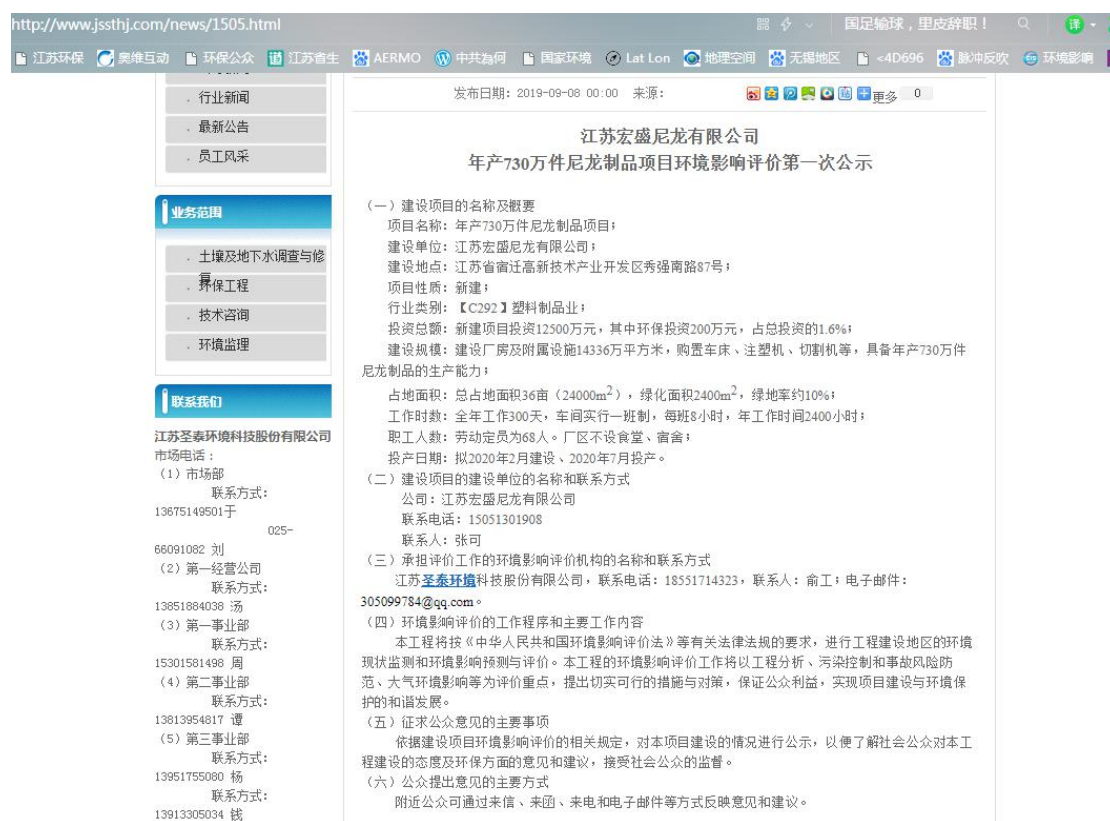 http://www.jssthj.com/news/1505.html
国足输球，里皮辞职！
译
江苏环保 奥维互动 环保公众 江苏省生 AERMO 中共為何 国家环境 Lat Lon 地理空间 无锡地区 <4D696 脉冲反吹 环境影响
行业新闻
最新公告
员工风采
业务范围
土壤及地下水调查与修复
环保工程
技术咨询
环境监理
联系我们
江苏圣泰环境科技股份有限公司
市场电话：
（1）市场部
联系方式：
13675149501于
025-
66091082 刘
（2）第一经营公司
联系方式：
13851884038 汤
（3）第一事业部
联系方式：
15301581498 周
（4）第二事业部
联系方式：
13813954817 谭
（5）第三事业部
联系方式：
13951755080 杨
联系方式：
13913305034 钱
发布日期：2019-09-08 00:00 来源：
更多 0
江苏宏盛尼龙有限公司
年产730万件尼龙制品项目环境影响评价第一次公示
（一）建设项目的名称及概要
项目名称：年产730万件尼龙制品项目；
建设单位：江苏宏盛尼龙有限公司；
建设地点：江苏省宿迁高新技术产业开发区秀强南路87号；
项目性质：新建；
行业类别：【C292】塑料制品业；
投资总额：新建项目投资12500万元，其中环保投资200万元，占总投资的1.6%；
建设规模：建设厂房及附属设施14336万平方米，购置车床、注塑机、切割机等，具备年产730万件
尼龙制品的生产能力；
占地面积：总占地面积36亩（24000m²），绿化面积2400m²，绿地率约10%；
工作时数：全年工作300天，车间实行一班制，每班8小时，年工作时间2400小时；
职工人数：劳动定员为68人。厂区不设食堂、宿舍；
投产日期：拟2020年2月建设、2020年7月投产。
（二）建设项目的建设单位的名称和联系方式
公司：江苏宏盛尼龙有限公司
联系电话：15051301908
联系人：张可
（三）承担评价工作的环境影响评价机构的名称和联系方式
江苏圣泰环境科技股份有限公司，联系电话：18551714323，联系人：俞工；电子邮件：
305099784@qq.com。
（四）环境影响评价的工作程序和主要工作内容
本工程将按《中华人民共和国环境影响评价法》等有关法律法规的要求，进行工程建设地区的环境
现状监测和环境影响预测与评价。本工程的环境影响评价工作将以工程分析、污染控制和事故风险防
范、大气环境影响等为评价重点，提出切实可行的措施与对策，保证公众利益，实现项目建设与环境保
护的和谐发展。
（五）征求公众意见的主要事项
依据建设项目环境影响评价的相关规定，对本项目建设的情况进行公示，以便了解社会公众对本工
程建设的态度及环保方面的意见和建议，接受社会公众的监督。
（六）公众提出意见的主要方式
附近公众可通过来信、来函、来电和电子邮件等方式反映意见和建议。